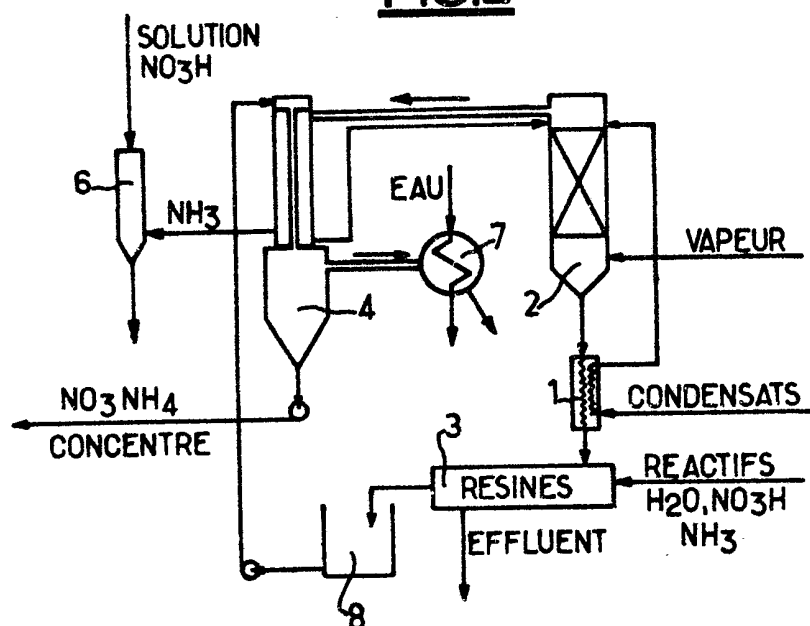 SOLUTION
NO3H
6
NH3
EAU
7
VAPEUR
2
4
1
CONDENSATS
NO3NH4
CONCENTRE
3
RESINES
REACTIFS
H2O,NO3H
NH3
EFFLUENT
8